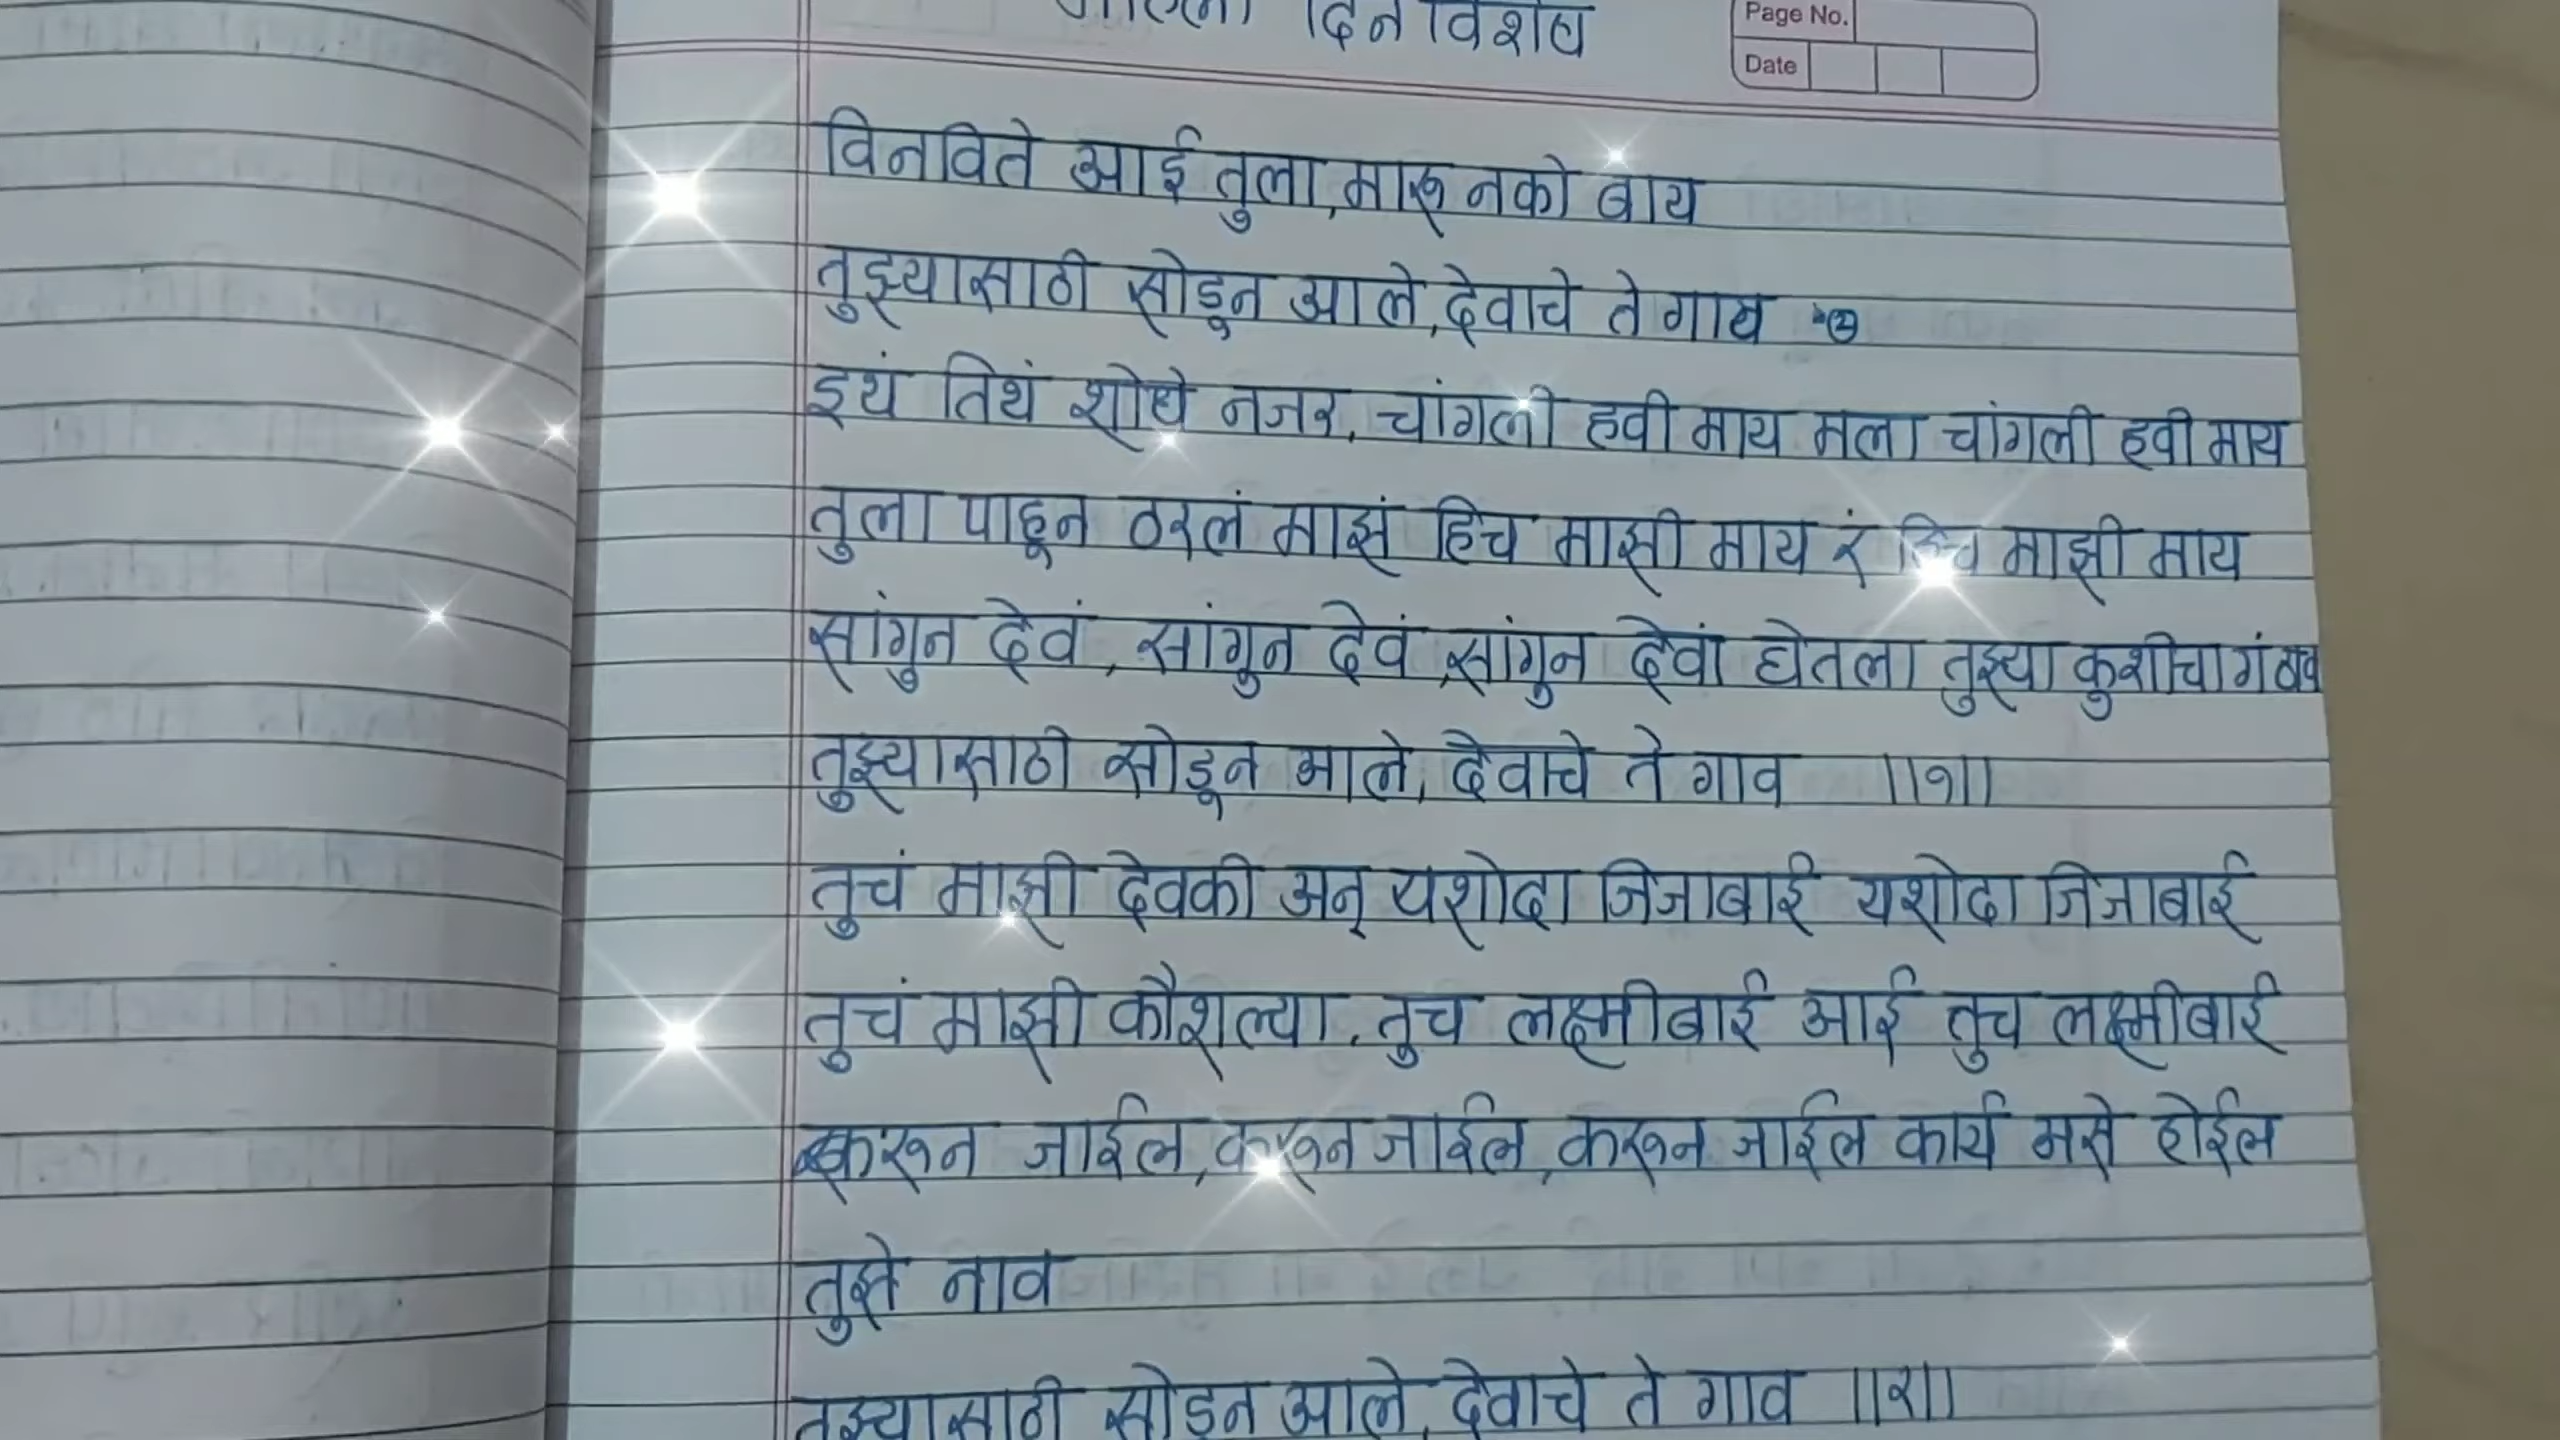 दिन विशेष
Page No.
Date
विनविते आई तुला, मारू नको बाय
तुझ्यासाठी सोडून आले, देवाचे ते गाव २
इथं तिथं शोधे नजर, चांगली हवी माय मला चांगली हवी माय
तुला पाहून ठरलं माझं हिच माझी माय रं हिच माझी माय
सांगुन देवं, सांगुन देवं, सांगुन देवां घेतला तुझ्या कुशीचा गं
तुझ्यासाठी सोडून आले, देवाचे ते गाव ||१||
तुचं माझी देवकी अन् यशोदा जिजाबाई यशोदा जिजाबाई
तुचं माझी कौशल्या, तुच लक्ष्मीबाई आई तुच लक्ष्मीबाई
करून जाईल, करून जाईल, करून जाईल कार्य असे होईल
तुझे नाव
तुझ्यासाठी सोडून आले, देवाचे ते गाव ||२||